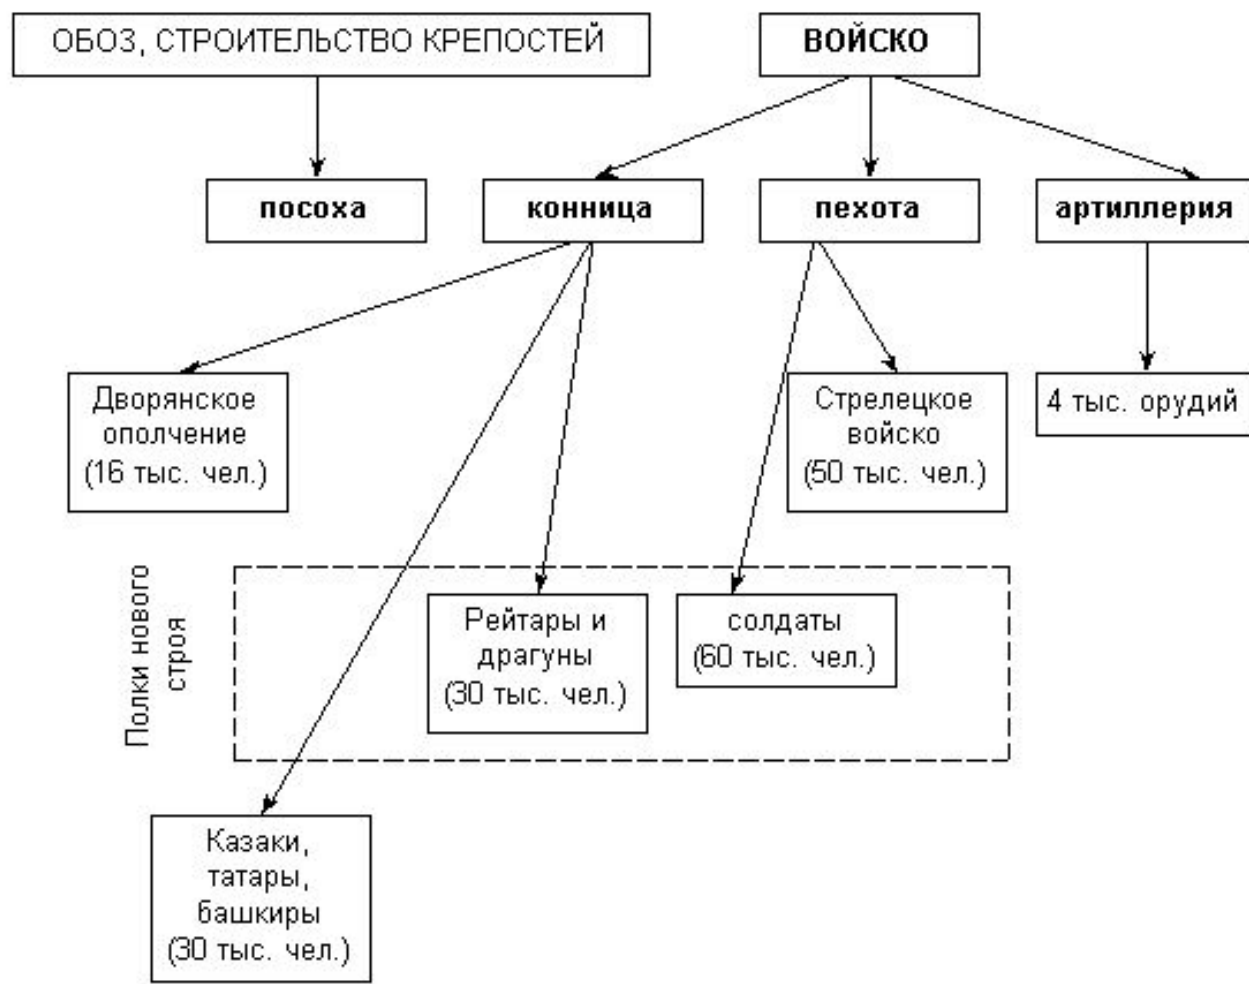 ОБОЗ, СТРОИТЕЛЬСТВО КРЕПОСТЕЙ
ВОЙСКО
посоха
конница
пехота
артиллерия
Дворянское
ополчение
(16 тыс. чел.)
Стрелецкое
войско
(50 тыс. чел.)
4 тыс. орудий
Полки нового
строя
Рейтары и
драгуны
(30 тыс. чел.)
солдаты
(60 тыс. чел.)
Казаки,
татары,
башкиры
(30 тыс. чел.)